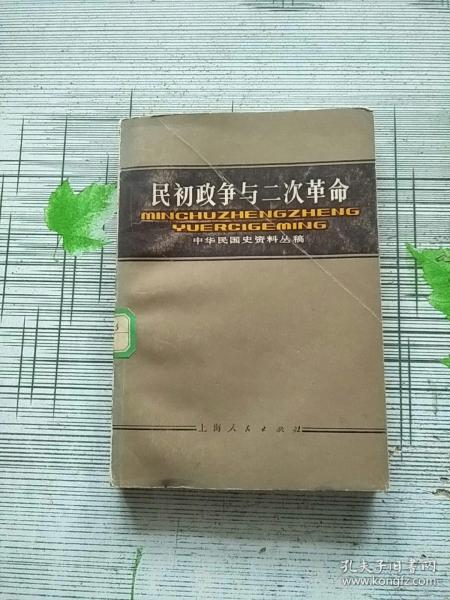 民初政争与二次革命
MINCHUZHENGZHENG
YUERCIGEMING
中华民国史资料丛稿
上海人民出版社
孔夫子旧书网
www.kongfz.com